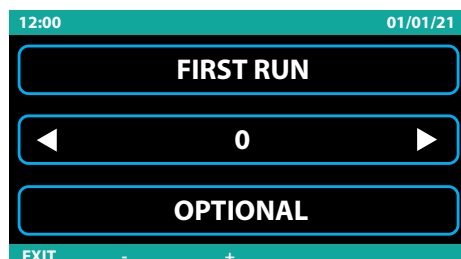 12:00 01/01/21
FIRST RUN
0
OPTIONAL
EXIT - +